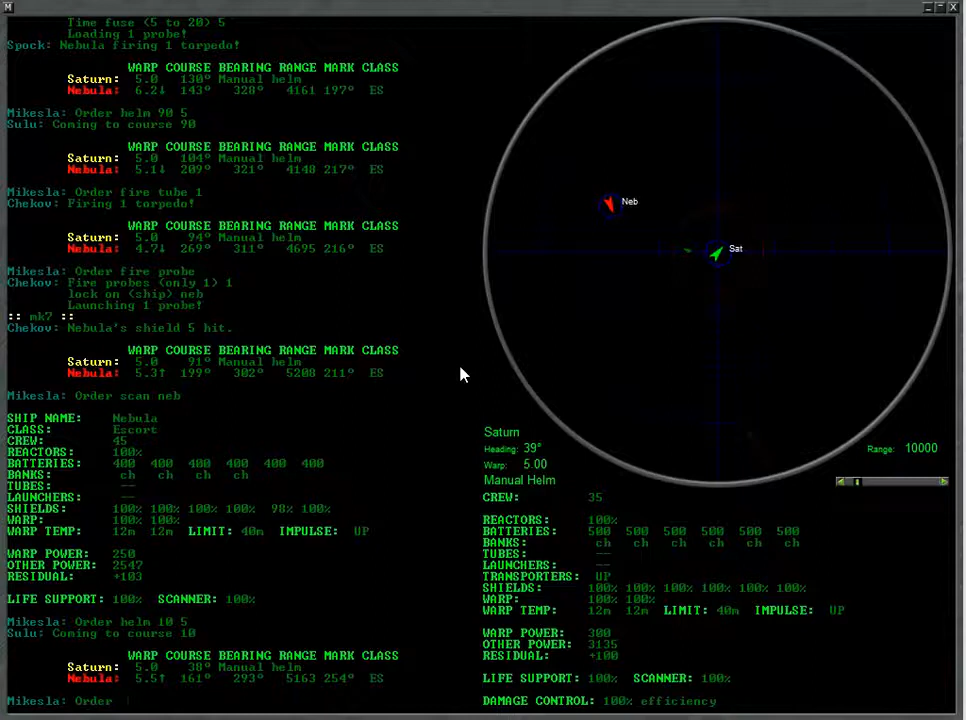 M
Time fuse (5 to 20) 5
Loading 1 probe!
Spock: Nebula firing 1 torpedo!
WARP COURSE BEARING RANGE MARK CLASS
Saturn: 5.0 130° Manual helm
Nebula: 6.2↓ 143° 328° 4161 197° ES
Mikesla: Order helm 90 5
Sulu: Coming to course 90
WARP COURSE BEARING RANGE MARK CLASS
Saturn: 5.0 104° Manual helm
Nebula: 5.1↓ 209° 321° 4148 217° ES
Mikesla: Order fire tube 1
Chekov: Firing 1 torpedo!
WARP COURSE BEARING RANGE MARK CLASS
Saturn: 5.0 94° Manual helm
Nebula: 4.7↓ 269° 311° 4695 216° ES
Mikesla: Order fire probe
Chekov: Fire probes (only 1) 1
lock on (ship) neb
Launching 1 probe!
:: mk7 ::
Chekov: Nebula's shield 5 hit.
WARP COURSE BEARING RANGE MARK CLASS
Saturn: 5.0 91° Manual helm
Nebula: 5.3↑ 199° 302° 5208 211° ES
Mikesla: Order scan neb
SHIP NAME: Nebula
CLASS: Escort
CREW: 45
REACTORS: 100%
BATTERIES: 400 400 400 400 400 400
BANKS: ch ch ch ch
TUBES: --
LAUNCHERS: --
SHIELDS: 100% 100% 100% 100% 98% 100%
WARP: 100% 100%
WARP TEMP: 12m 12m LIMIT: 40m IMPULSE: UP
WARP POWER: 250
OTHER POWER: 2547
RESIDUAL: +103
LIFE SUPPORT: 100% SCANNER: 100%
Mikesla: Order helm 10 5
Sulu: Coming to course 10
WARP COURSE BEARING RANGE MARK CLASS
Saturn: 5.0 38° Manual helm
Nebula: 5.5↑ 161° 293° 5163 254° ES
Mikesla: Order
Neb
Sat
Saturn
Heading: 39°
Warp: 5.00
Manual Helm
Range: 10000
CREW: 35
REACTORS: 100%
BATTERIES: 500 500 500 500 500 500
BANKS: ch ch ch ch ch ch
TUBES: --
LAUNCHERS: --
TRANSPORTERS: UP
SHIELDS: 100% 100% 100% 100% 100% 100%
WARP: 100% 100%
WARP TEMP: 12m 12m LIMIT: 40m IMPULSE: UP
WARP POWER: 300
OTHER POWER: 3135
RESIDUAL: +100
LIFE SUPPORT: 100% SCANNER: 100%
DAMAGE CONTROL: 100% efficiency